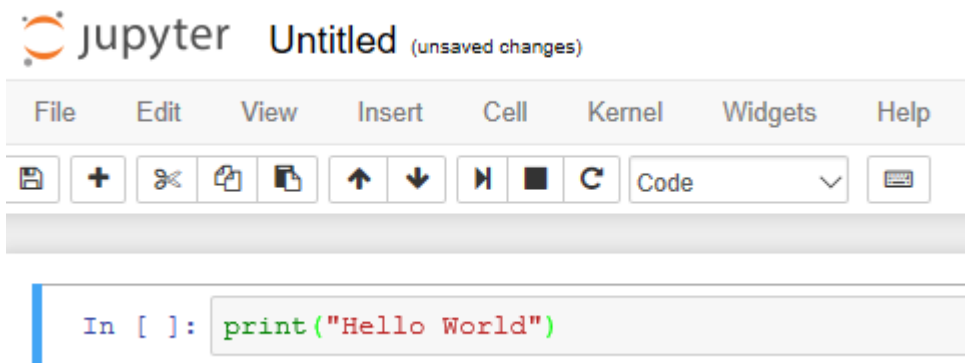 jupyter Untitled (unsaved changes)
File Edit View Insert Cell Kernel Widgets Help
Code
In [ ]: print("Hello World")